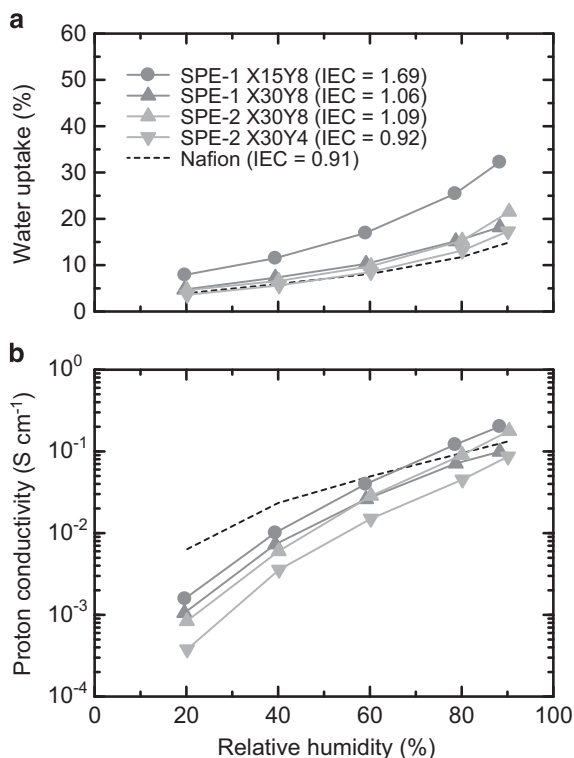 a
60
50
40
30
20
10
0
Water uptake (%)
SPE-1 X15Y8 (IEC = 1.69)
SPE-1 X30Y8 (IEC = 1.06)
SPE-2 X30Y8 (IEC = 1.09)
SPE-2 X30Y4 (IEC = 0.92)
Nafion (IEC = 0.91)
b
10⁰
10⁻¹
10⁻²
10⁻³
10⁻⁴
Proton conductivity (S cm⁻¹)
0 20 40 60 80 100
Relative humidity (%)